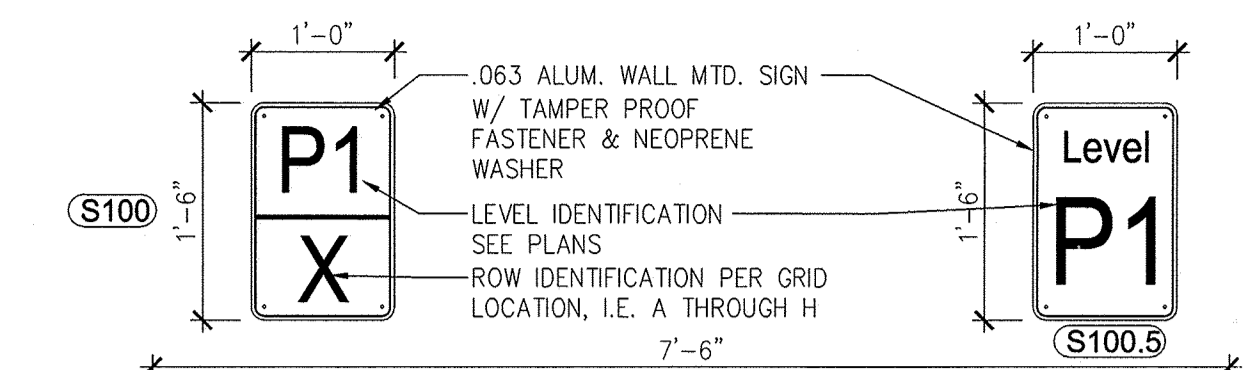 1'-0"
1'-0"
.063 ALUM. WALL MTD. SIGN
W/ TAMPER PROOF
FASTENER & NEOPRENE
WASHER
P1
Level
S100
1'-6"
1'-6"
LEVEL IDENTIFICATION
SEE PLANS
P1
X
ROW IDENTIFICATION PER GRID
LOCATION, I.E. A THROUGH H
S100.5
7'-6"